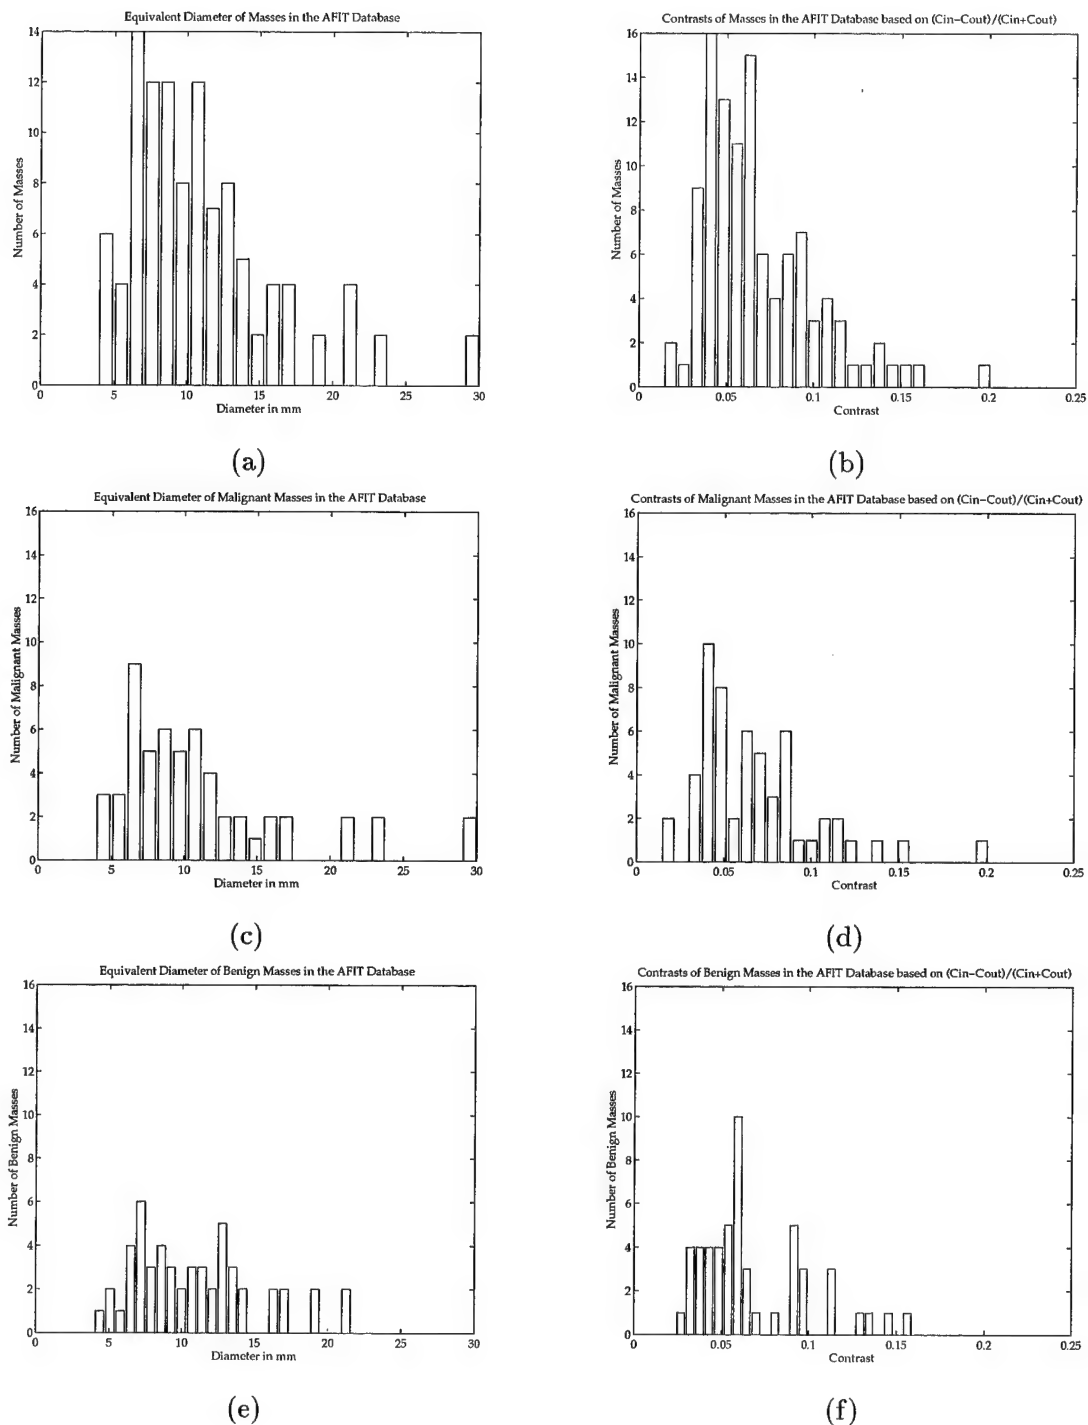 Equivalent Diameter of Masses in the AFIT Database
14
12
10
8
6
4
2
0
Number of Masses
0 5 10 15 20 25 30
Diameter in mm
(a)
Contrasts of Masses in the AFIT Database based on (Cin−Cout)/(Cin+Cout)
16
14
12
10
8
6
4
2
0
Number of Masses
0 0.05 0.1 0.15 0.2 0.25
Contrast
(b)
Equivalent Diameter of Malignant Masses in the AFIT Database
16
14
12
10
8
6
4
2
0
Number of Malignant Masses
0 5 10 15 20 25 30
Diameter in mm
(c)
Contrasts of Malignant Masses in the AFIT Database based on (Cin−Cout)/(Cin+Cout)
16
14
12
10
8
6
4
2
0
Number of Malignant Masses
0 0.05 0.1 0.15 0.2 0.25
Contrast
(d)
Equivalent Diameter of Benign Masses in the AFIT Database
16
14
12
10
8
6
4
2
0
Number of Benign Masses
0 5 10 15 20 25 30
Diameter in mm
(e)
Contrasts of Benign Masses in the AFIT Database based on (Cin−Cout)/(Cin+Cout)
16
14
12
10
8
6
4
2
0
Number of Benign Masses
0 0.05 0.1 0.15 0.2 0.25
Contrast
(f)